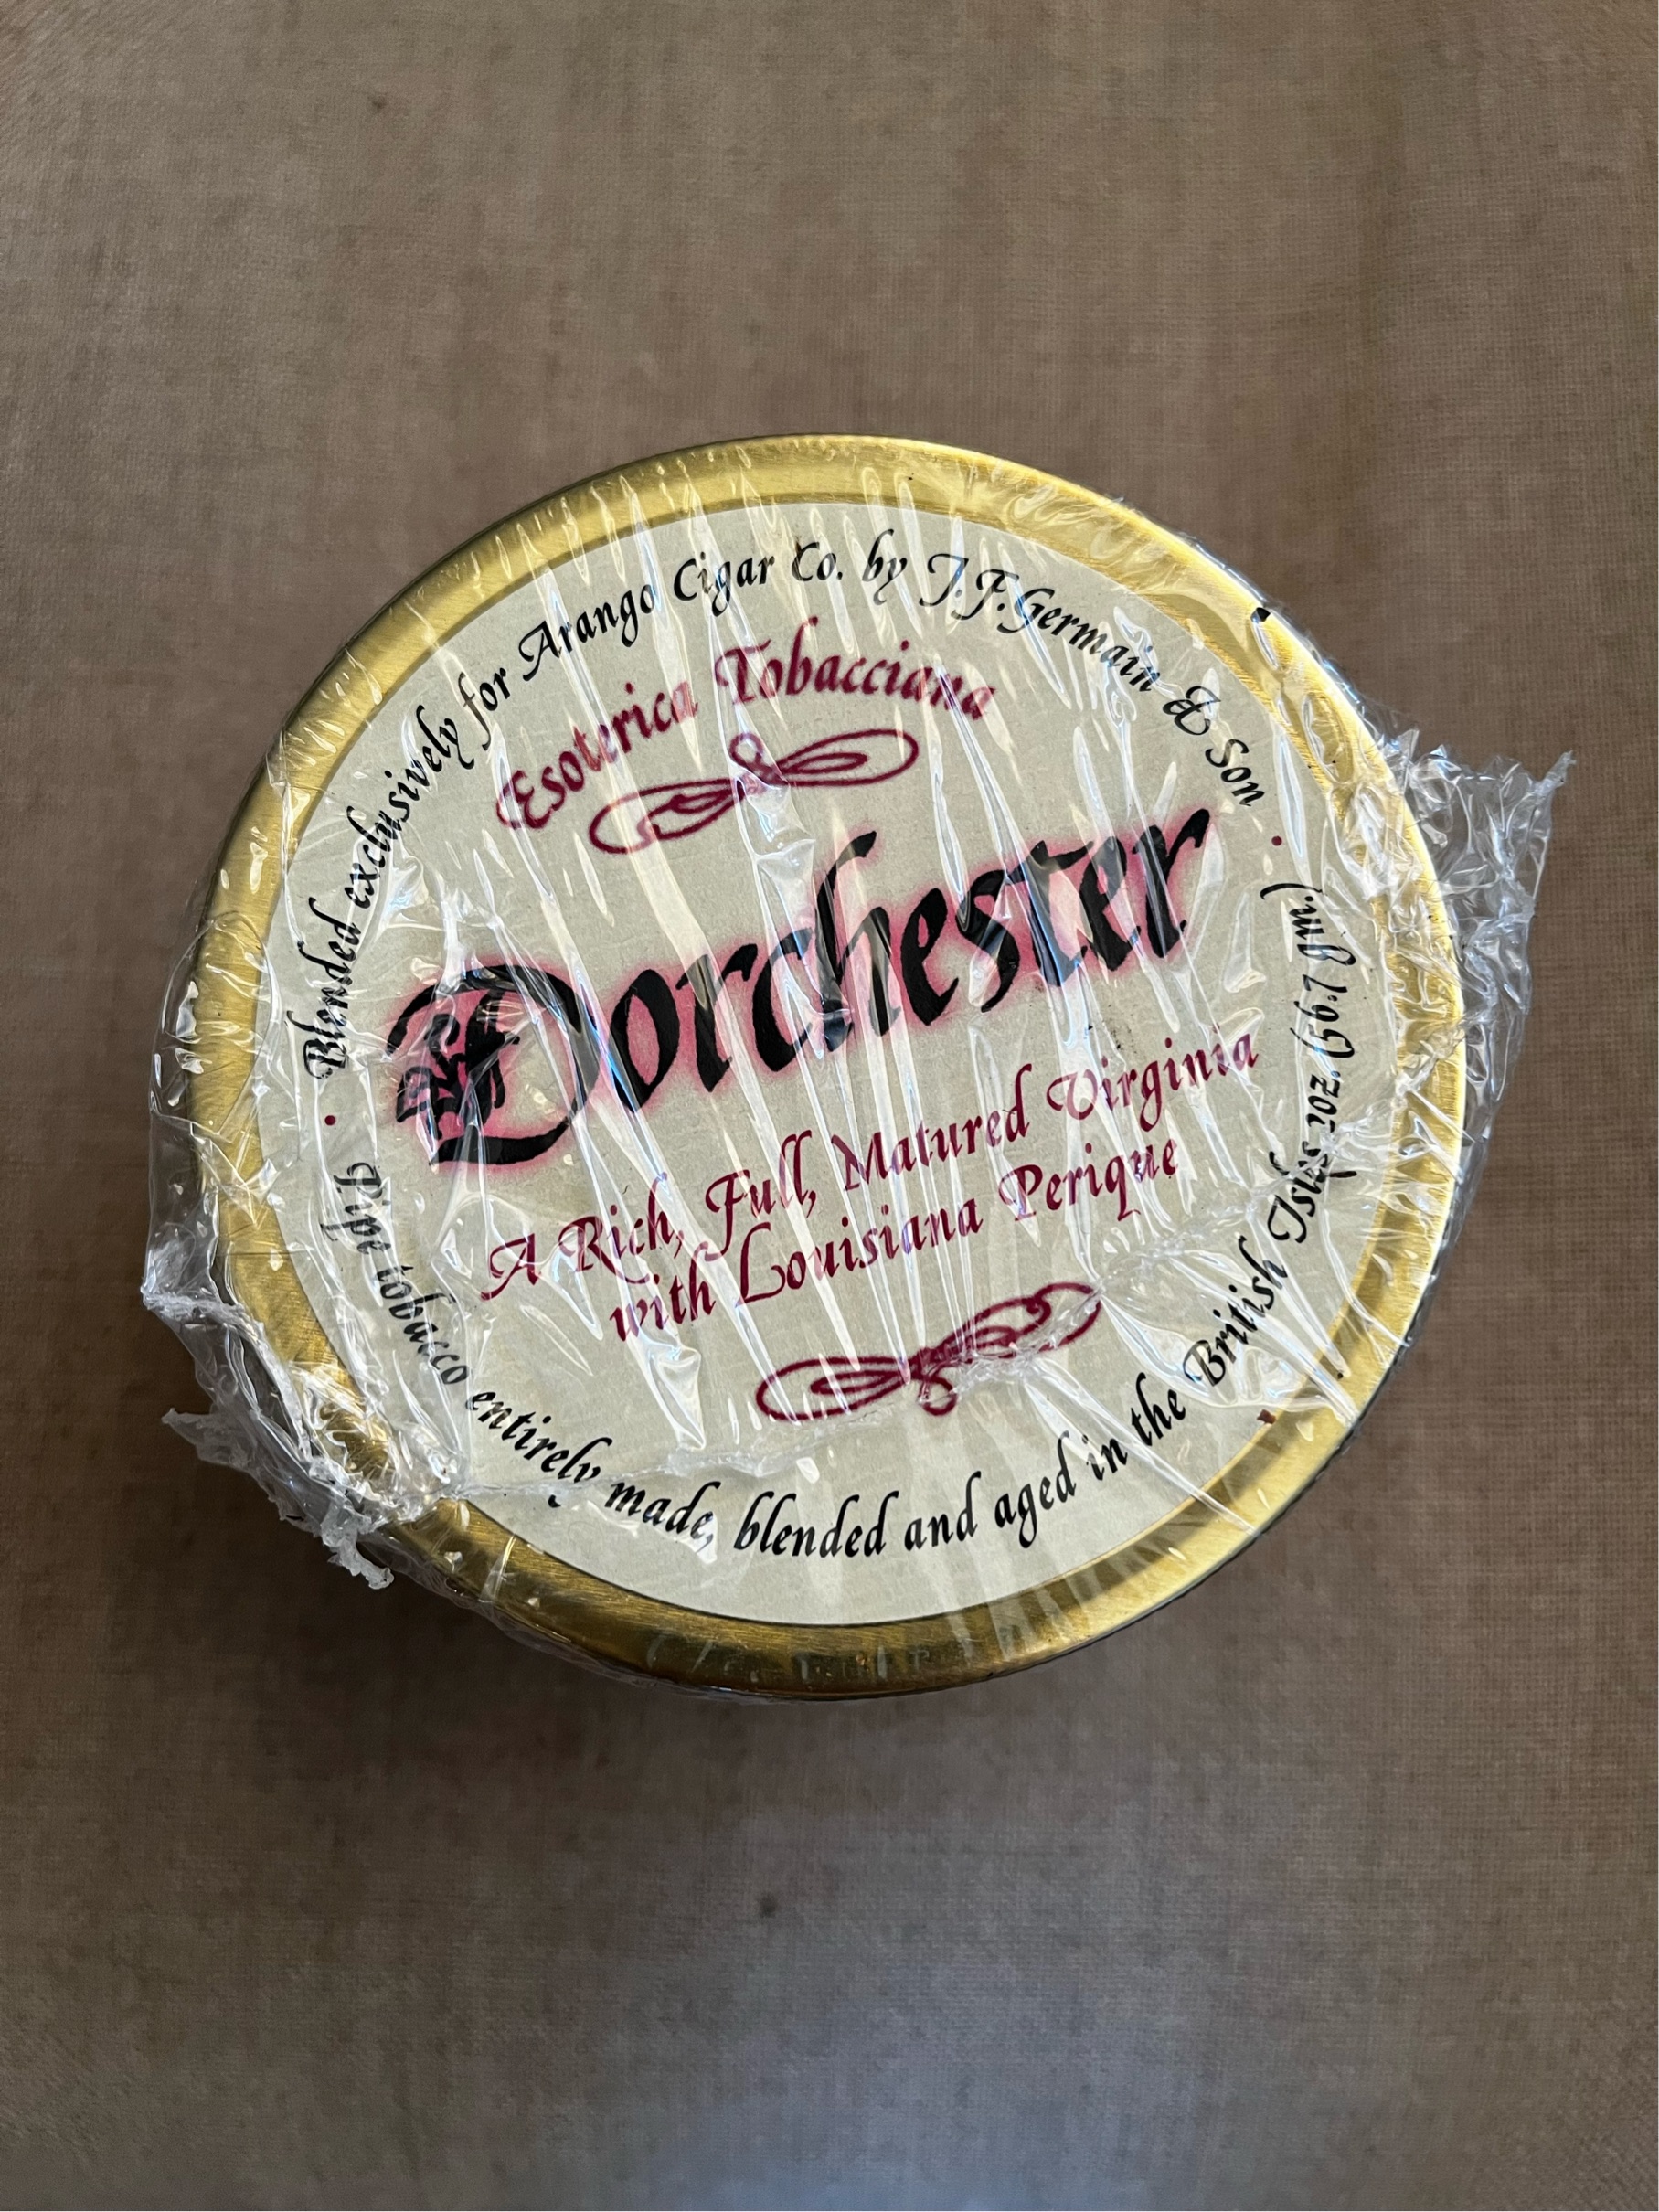 Blended exclusively for Arango Cigar Co. by J.F. Germain & Son
Esoterica Tobacciana
Dorchester
A Rich, Full, Matured Virginia
with Louisiana Perique
Pipe tobacco entirely made, blended and aged in the British Isles 2oz. (56.7 gm.)